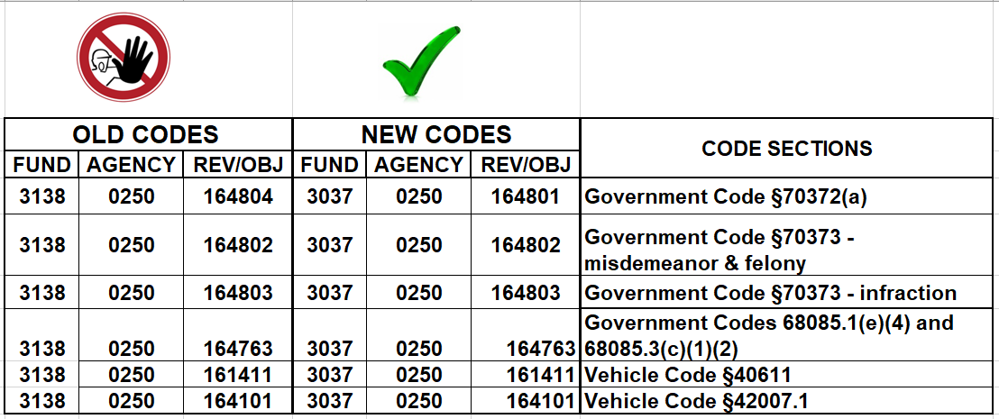 OLD CODES NEW CODES CODE SECTIONS
FUND AGENCY REV/OBJ FUND AGENCY REV/OBJ
3138 0250 164804 3037 0250 164801 Government Code §70372(a)
3138 0250 164802 3037 0250 164802 Government Code §70373 -
misdemeanor & felony
3138 0250 164803 3037 0250 164803 Government Code §70373 - infraction
Government Codes 68085.1(e)(4) and
3138 0250 164763 3037 0250 164763 68085.3(c)(1)(2)
3138 0250 161411 3037 0250 161411 Vehicle Code §40611
3138 0250 164101 3037 0250 164101 Vehicle Code §42007.1